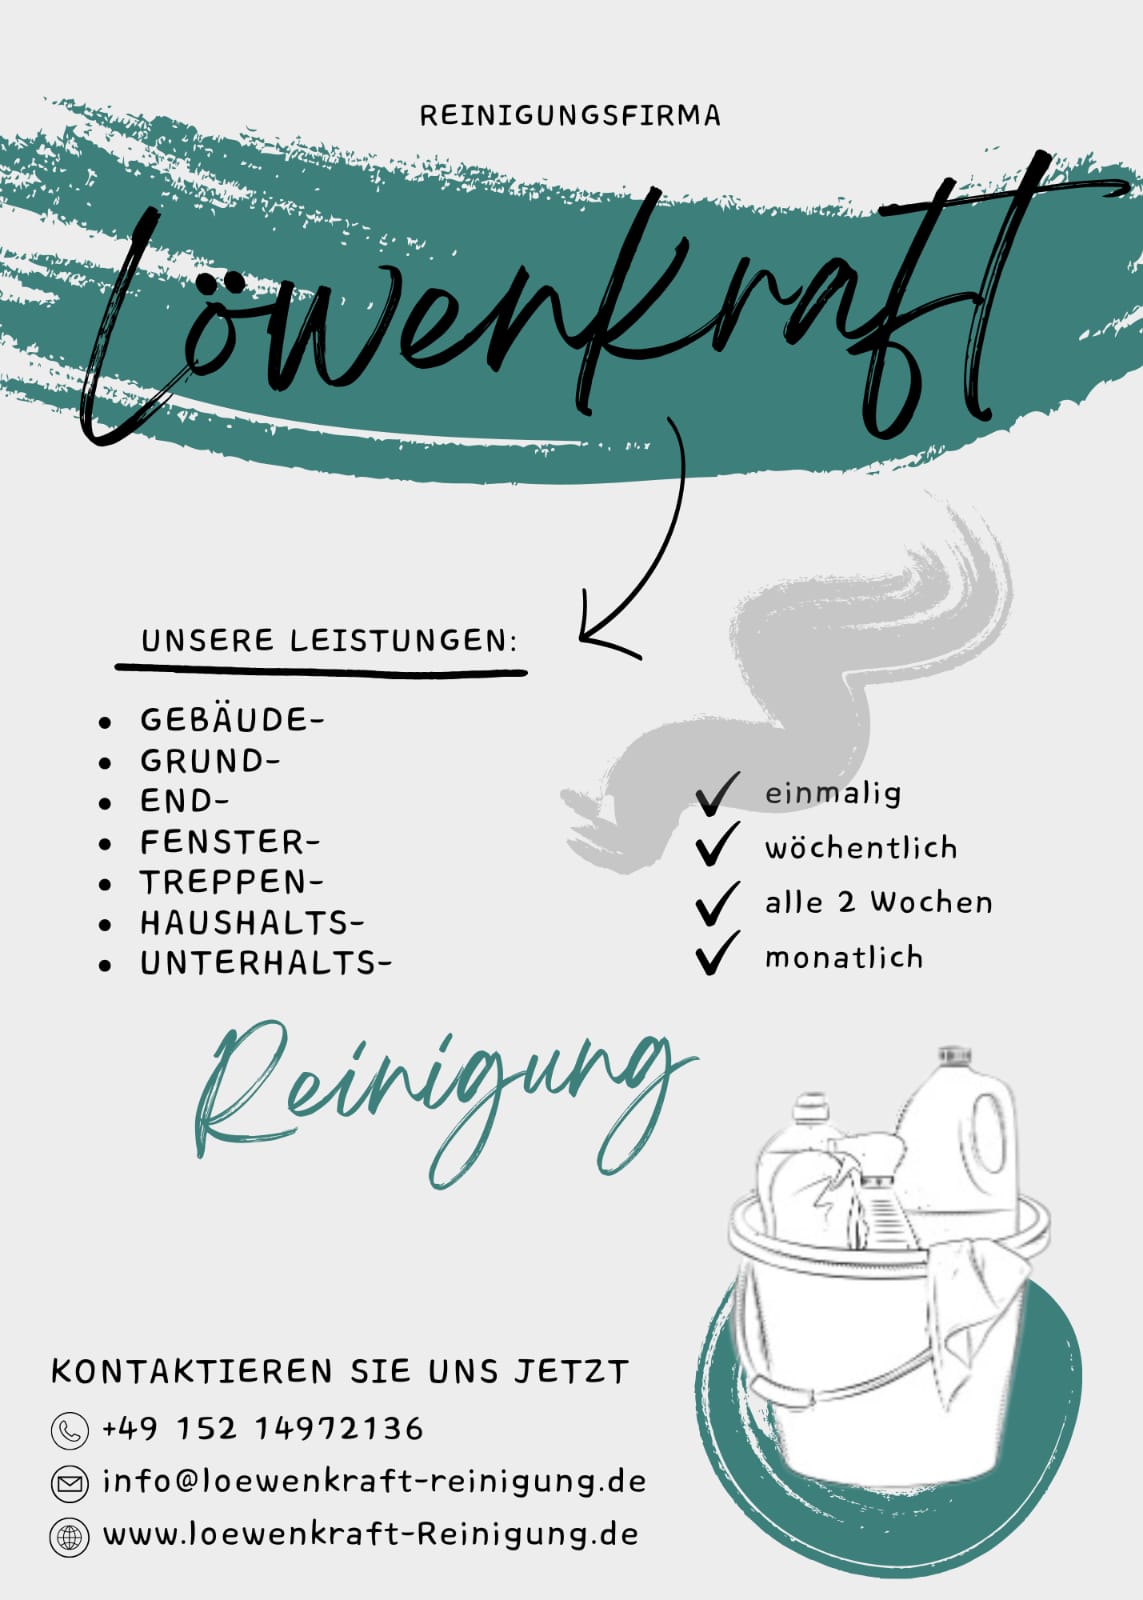 REINIGUNGSFIRMA
Löwenkraft
UNSERE LEISTUNGEN:
GEBÄUDE-
GRUND-
END-
FENSTER-
TREPPEN-
HAUSHALTS-
UNTERHALTS-
einmalig
wöchentlich
alle 2 Wochen
monatlich
Reinigung
KONTAKTIEREN SIE UNS JETZT
+49 152 14972136
info@loewenkraft-reinigung.de
www.loewenkraft-Reinigung.de